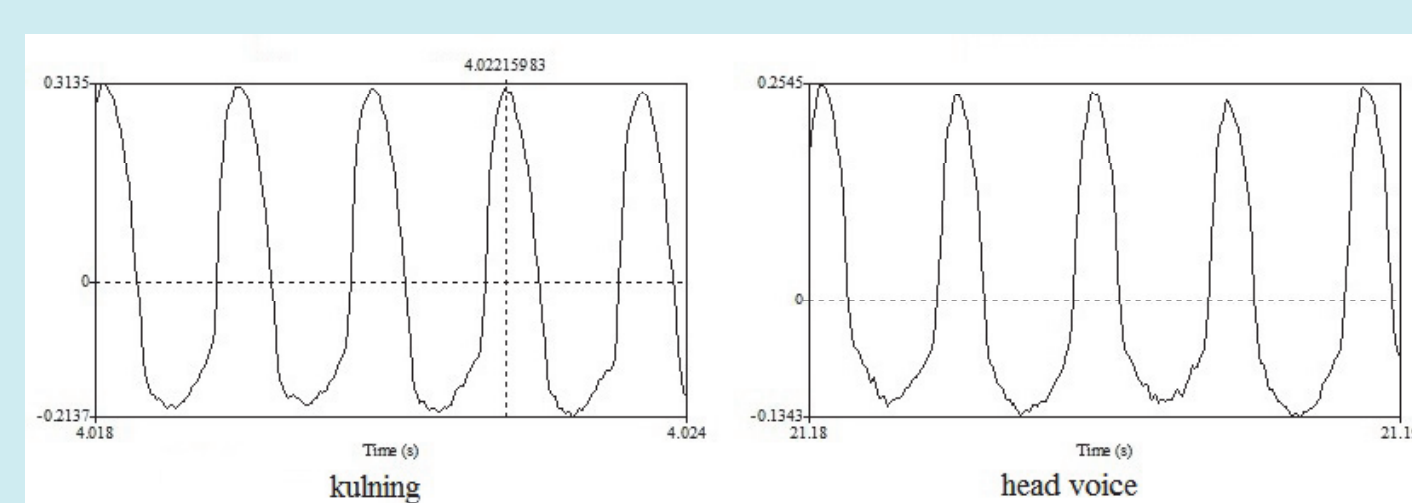 4.02215983
0.3135
0
-0.2137
4.018
4.024
Time (s)
kulning
0.2545
0
-0.1343
21.18
Time (s)
head voice